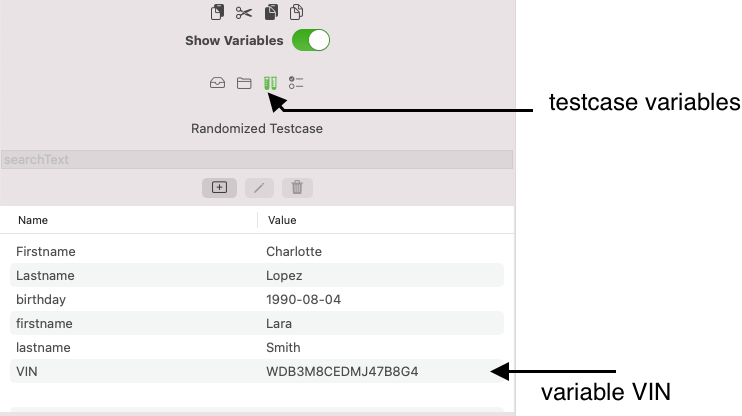 Show Variables
testcase variables
Randomized Testcase
searchText
Name Value
Firstname Charlotte
Lastname Lopez
birthday 1990-08-04
firstname Lara
lastname Smith
VIN WDB3M8CEDMJ47B8G4
variable VIN